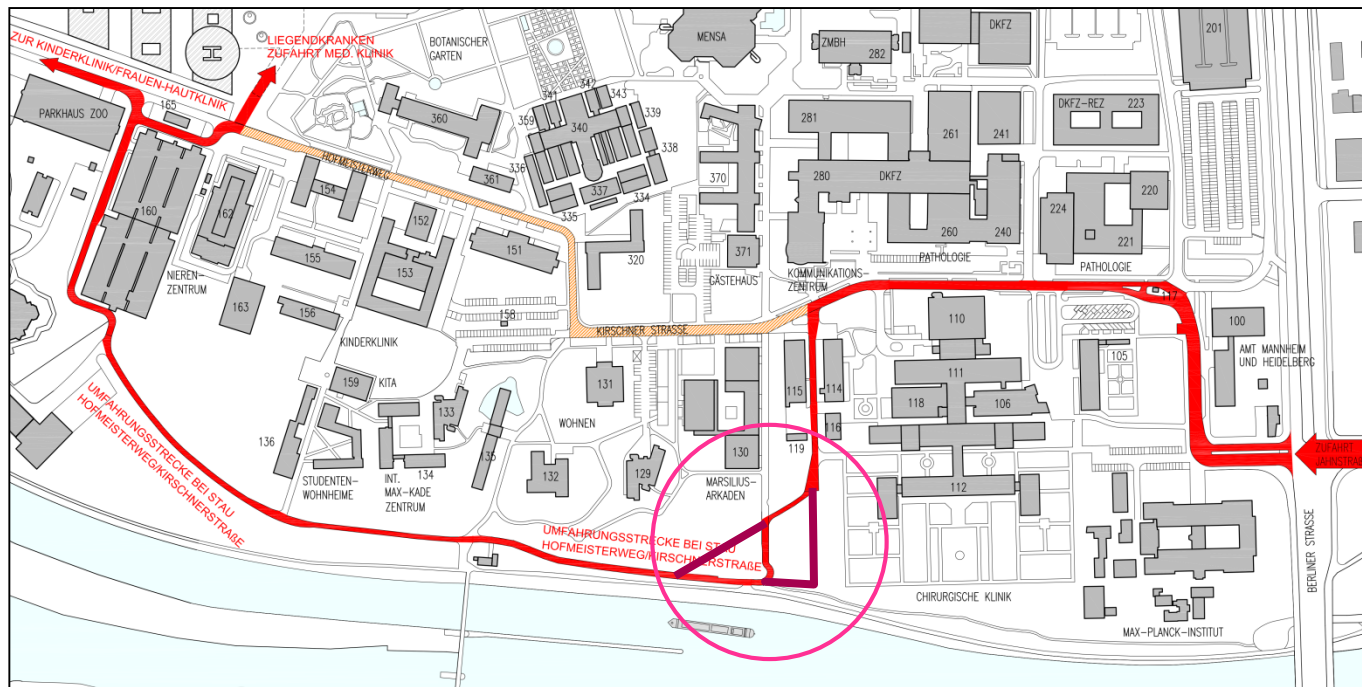 ZUR KINDERKLINIK/FRAUEN-HAUTKLNIK
LIEGENDKRANKEN
ZUFAHRT MED. KLINIK
BOTANISCHER
GARTEN
MENSA
ZMBH
282
DKFZ
201
PARKHAUS ZOO
165
360
359
341
342
343
340
339
338
336
361
337
334
335
281
261
241
DKFZ-REZ
223
HOFMEISTERWEG
160
162
154
152
151
155
153
320
370
371
280
DKFZ
260
240
224
220
221
NIEREN-
ZENTRUM
163
156
158
GÄSTEHAUS
KOMMUNIKATIONS-
ZENTRUM
PATHOLOGIE
PATHOLOGIE
117
KIRSCHNER STRASSE
KINDERKLINIK
110
100
AMT MANNHEIM
UND HEIDELBERG
105
111
159
KITA
131
115
114
118
106
133
WOHNEN
116
119
136
135
134
132
129
130
112
STUDENTEN-
WOHNHEIME
INT.
MAX-KADE
ZENTRUM
MARSILIUS-
ARKADEN
ZUFAHRT
JAHNSTRAßE
UMFAHRUNGSSTRECKE BEI STAU
HOFMEISTERWEG/KIRSCHNERSTRAßE
UMFAHRUNGSSTRECKE BEI STAU
HOFMEISTERWEG/KIRSCHNERSTRAßE
CHIRURGISCHE KLINIK
MAX-PLANCK-INSTITUT
BERLINER STRASSE